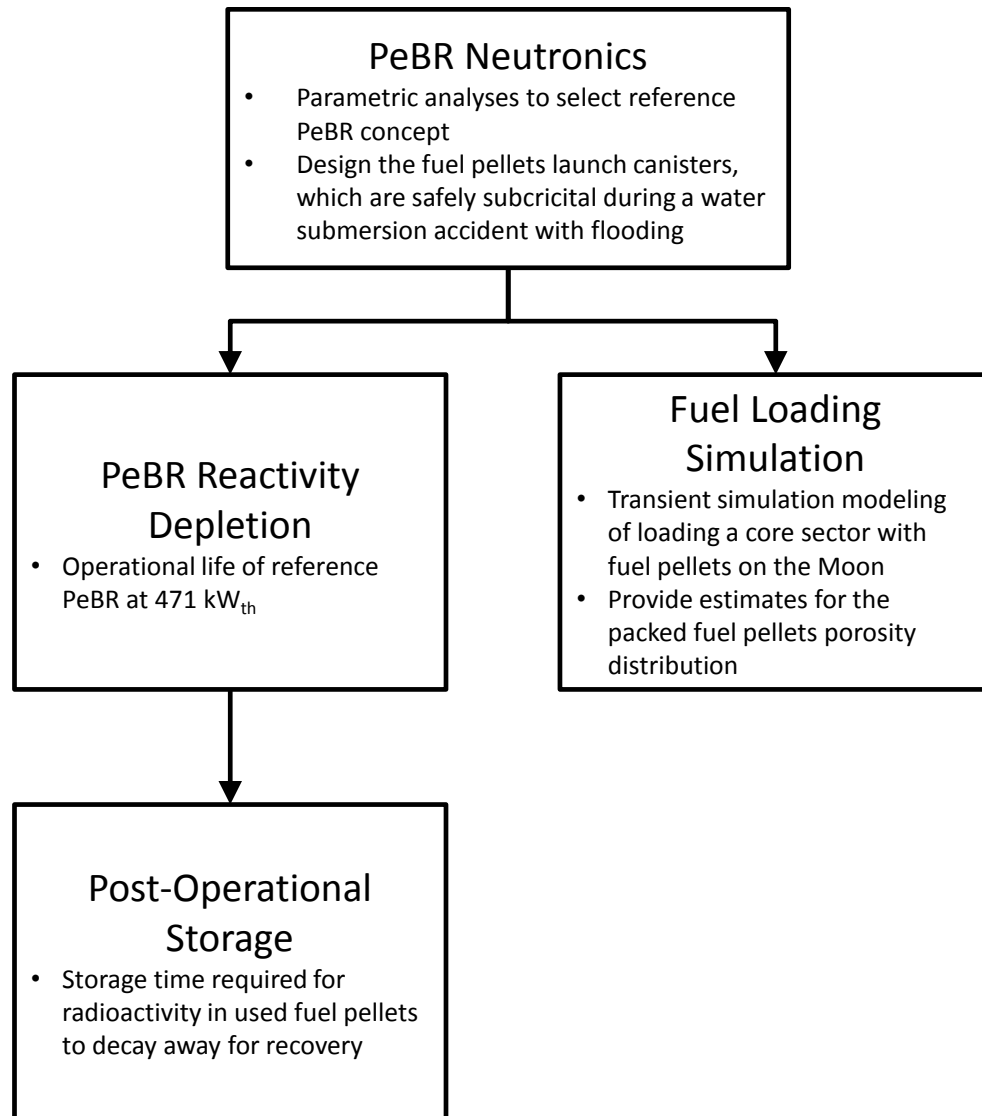 PeBR Neutronics
• Parametric analyses to select reference
PeBR concept
• Design the fuel pellets launch canisters,
which are safely subcricital during a water
submersion accident with flooding
PeBR Reactivity
Depletion
• Operational life of reference
PeBR at 471 kWth
Fuel Loading
Simulation
• Transient simulation modeling
of loading a core sector with
fuel pellets on the Moon
• Provide estimates for the
packed fuel pellets porosity
distribution
Post-Operational
Storage
• Storage time required for
radioactivity in used fuel pellets
to decay away for recovery